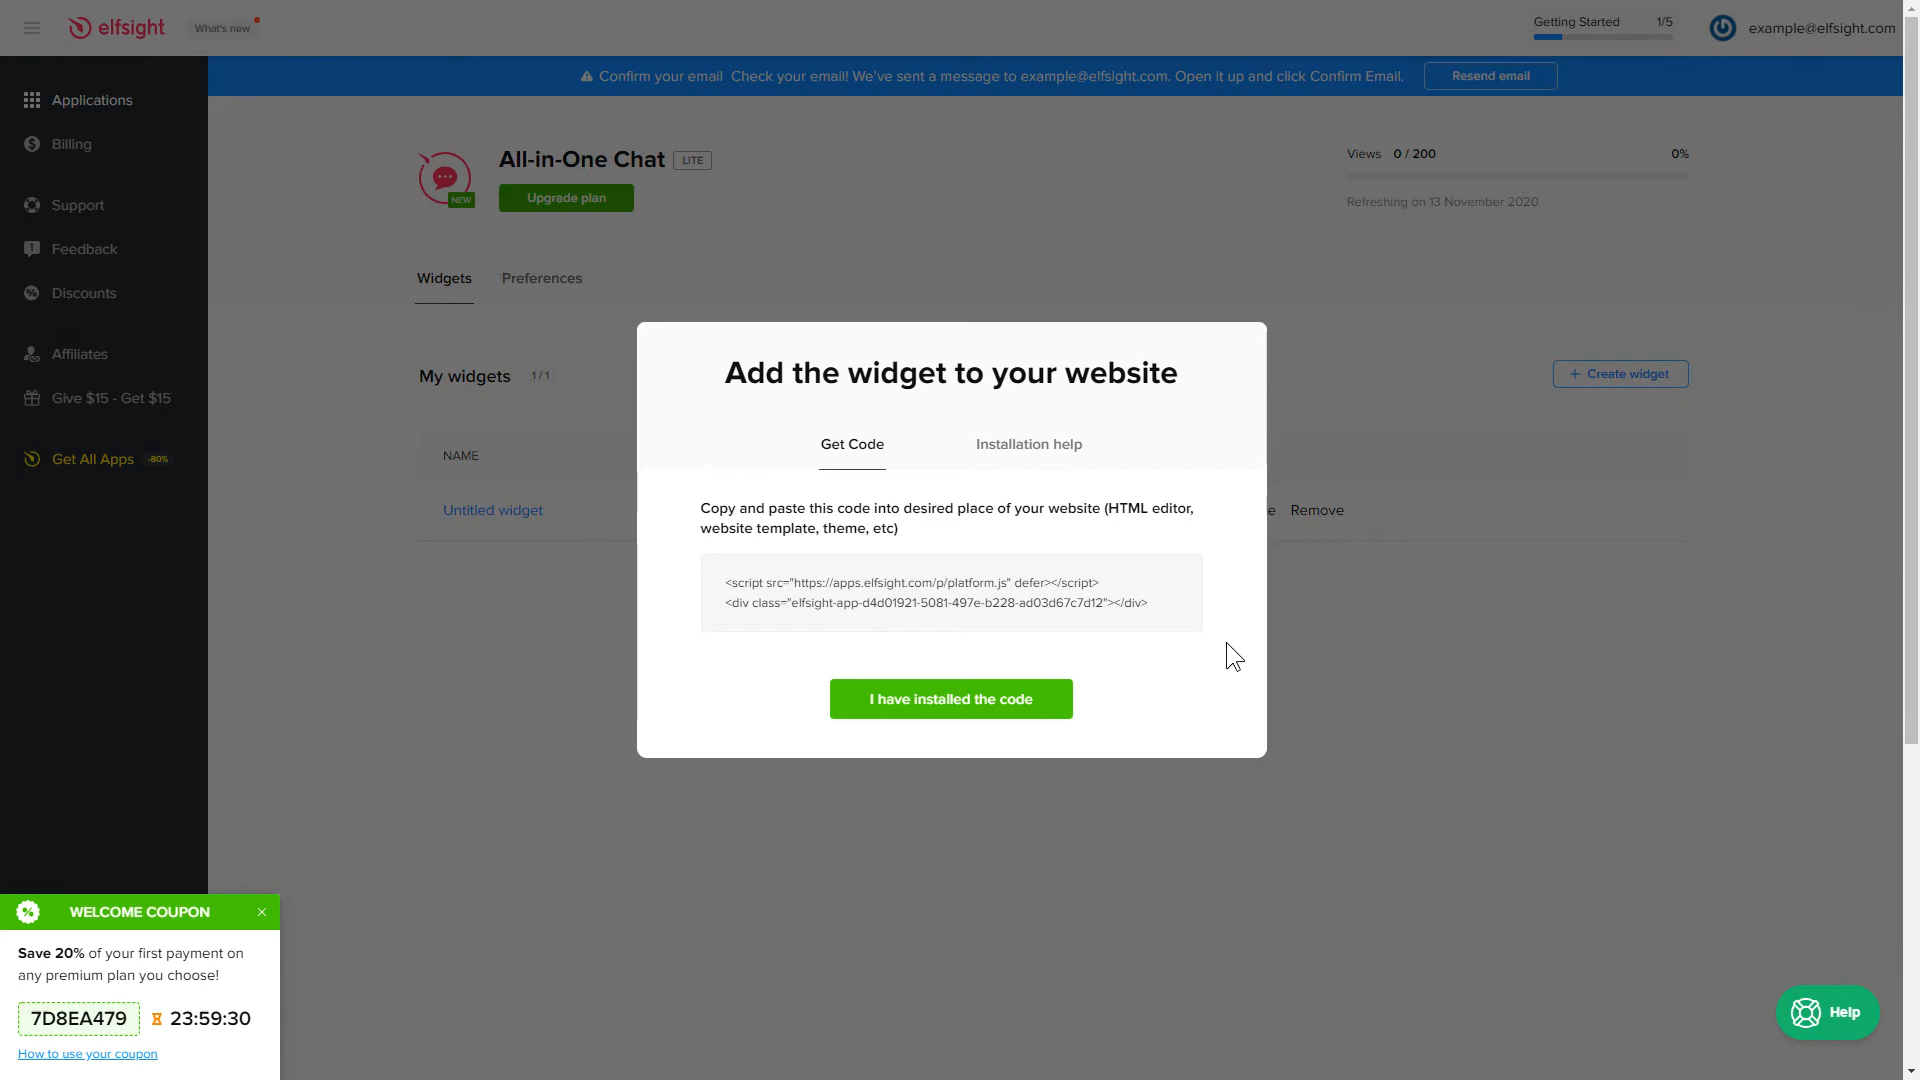 elfsight
What's new
Getting Started 1/5
example@elfsight.com
Confirm your email Check your email! We've sent a message to example@elfsight.com. Open it up and click Confirm Email.
Resend email
Applications
Billing
Support
Feedback
Discounts
Affiliates
Give $15 - Get $15
Get All Apps -80%
NEW
All-in-One Chat LITE
Upgrade plan
Views 0 / 200 0%
Refreshing on 13 November 2020
Widgets Preferences
My widgets 1 / 1
+ Create widget
NAME
Untitled widget
e Remove
Add the widget to your website
Get Code Installation help
Copy and paste this code into desired place of your website (HTML editor,
website template, theme, etc)
<script src="https://apps.elfsight.com/p/platform.js" defer></script>
<div class="elfsight-app-d4d01921-5081-497e-b228-ad03d67c7d12"></div>
I have installed the code
WELCOME COUPON
Save 20% of your first payment on
any premium plan you choose!
7D8EA479 23:59:30
How to use your coupon
Help